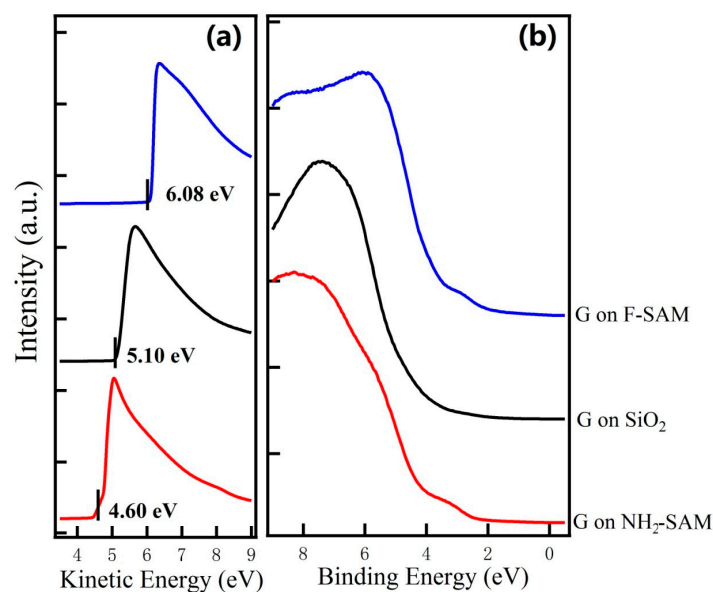 (a)
(b)
Intensity (a.u.)
6.08 eV
5.10 eV
4.60 eV
G on F-SAM
G on SiO₂
G on NH₂-SAM
4 5 6 7 8 9
8 6 4 2 0
Kinetic Energy (eV)
Binding Energy (eV)